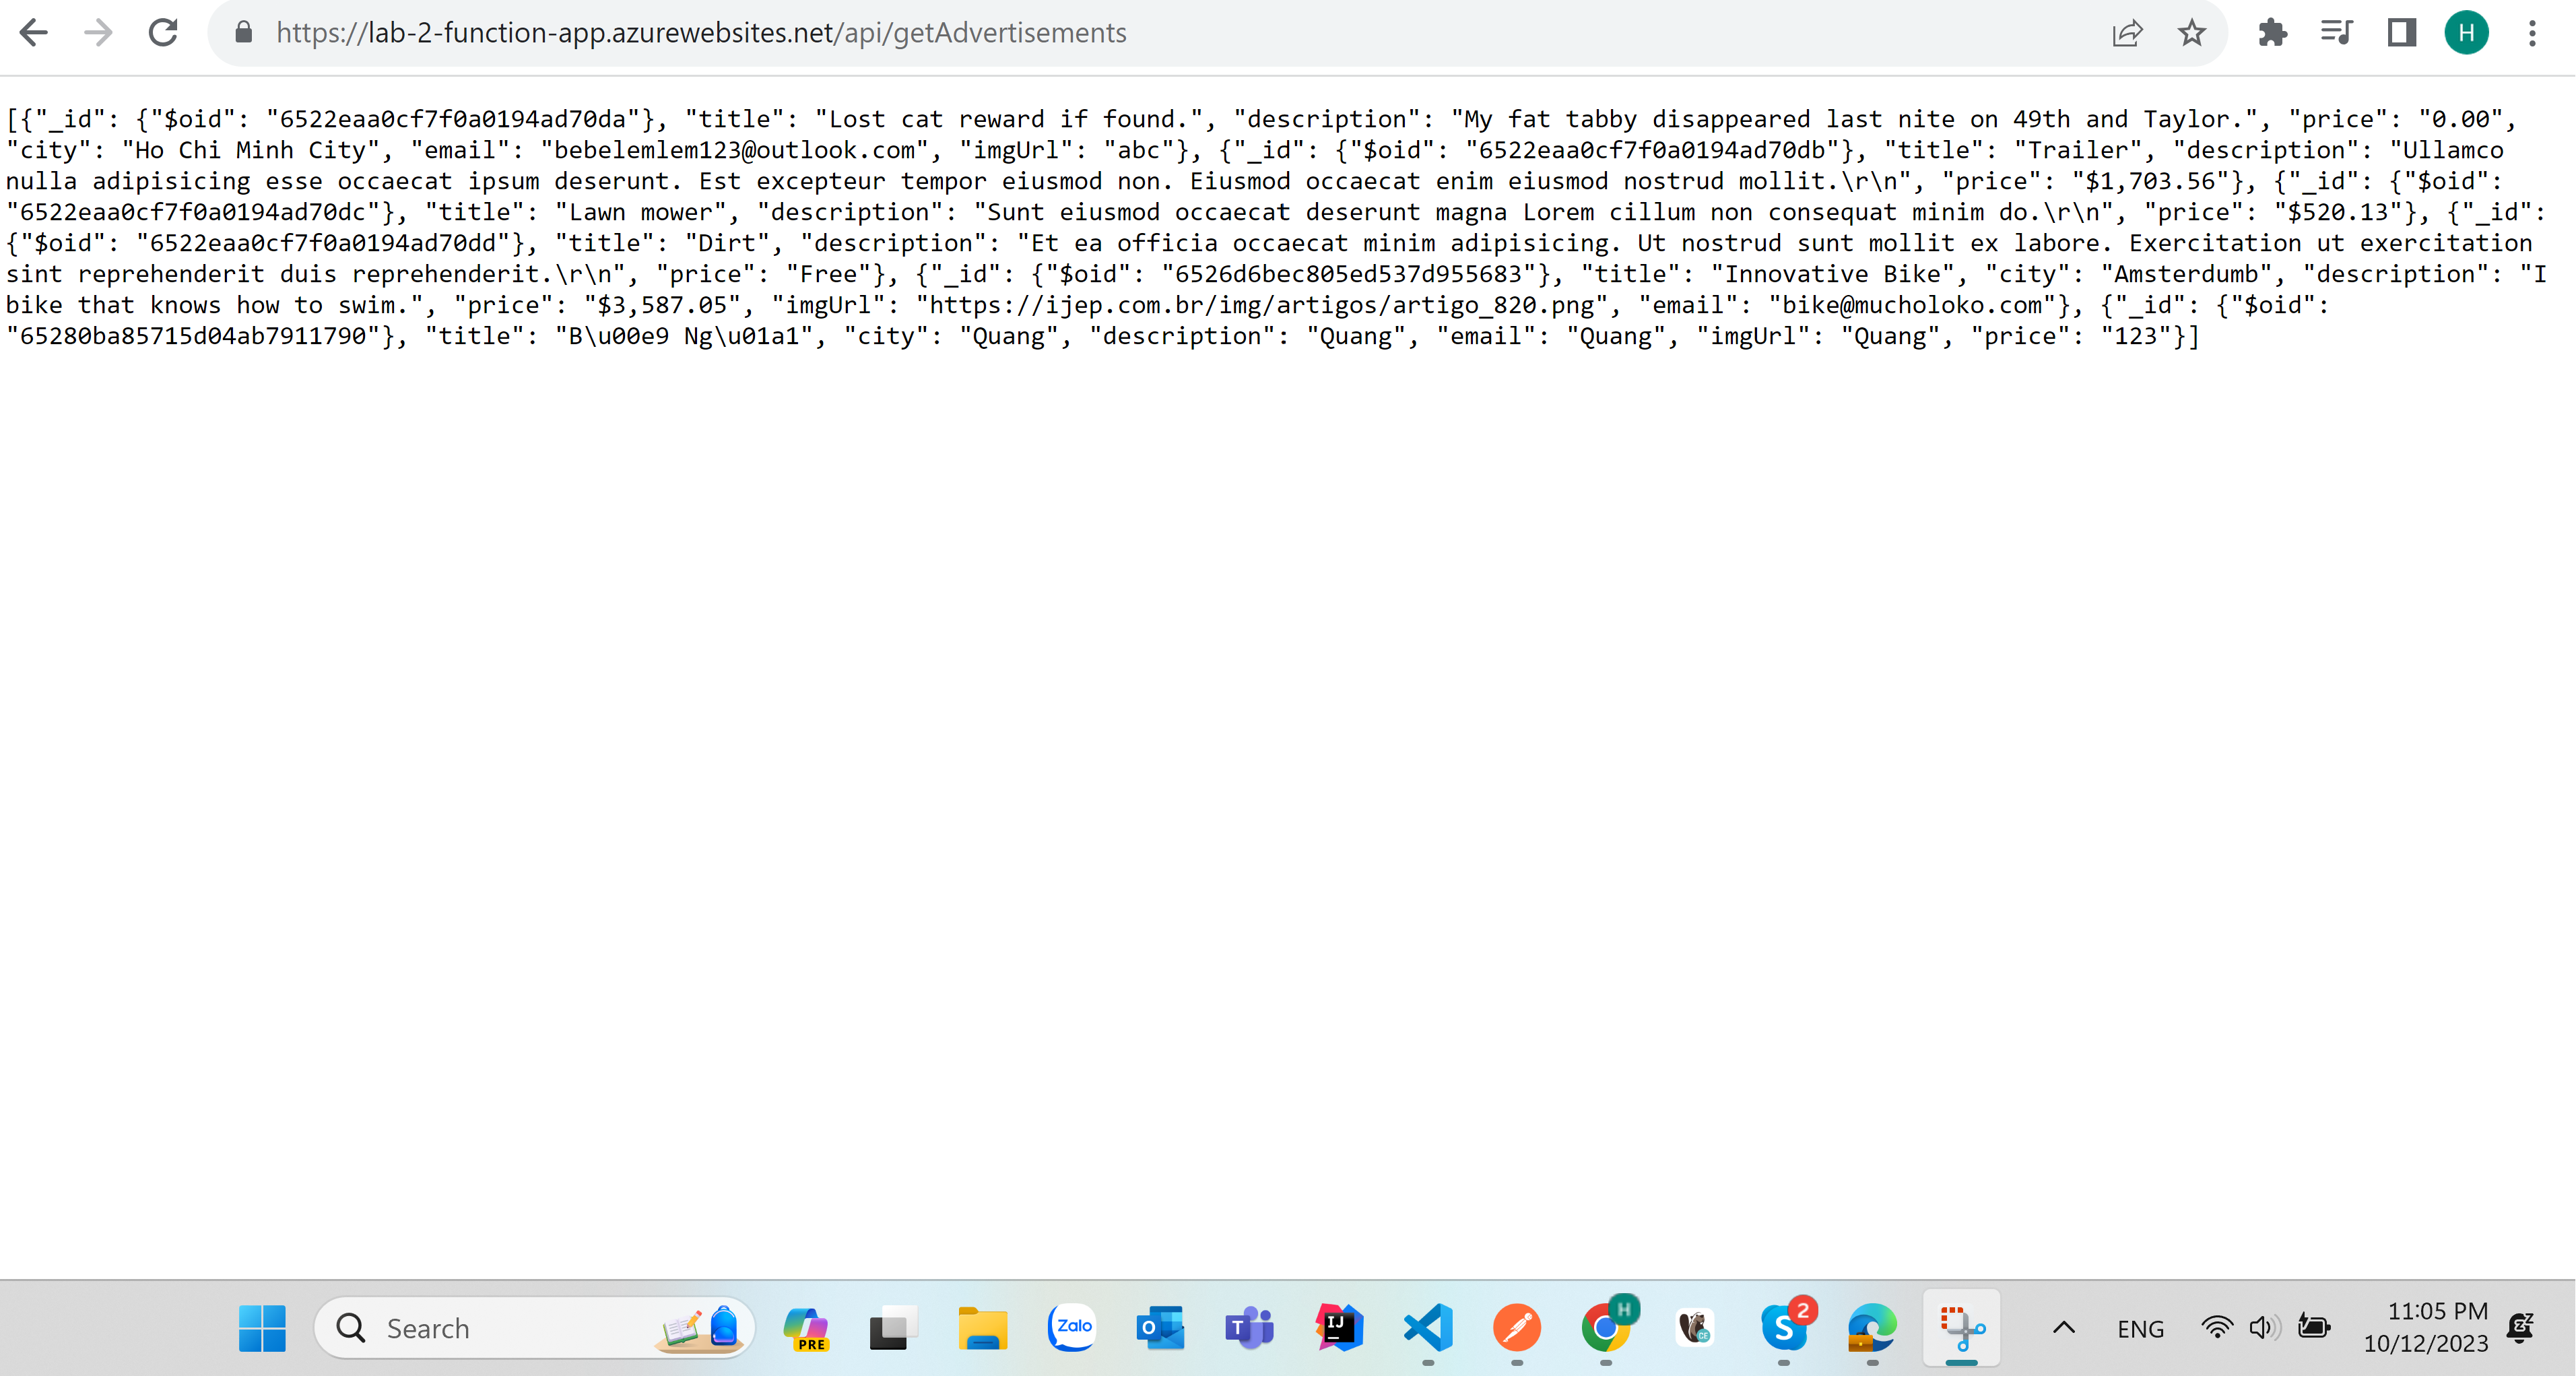 https://lab-2-function-app.azurewebsites.net/api/getAdvertisements
H
[{"_id": {"$oid": "6522eaa0cf7f0a0194ad70da"}, "title": "Lost cat reward if found.", "description": "My fat tabby disappeared last nite on 49th and Taylor.", "price": "0.00",
"city": "Ho Chi Minh City", "email": "bebelemlem123@outlook.com", "imgUrl": "abc"}, {"_id": {"$oid": "6522eaa0cf7f0a0194ad70db"}, "title": "Trailer", "description": "Ullamco
nulla adipisicing esse occaecat ipsum deserunt. Est excepteur tempor eiusmod non. Eiusmod occaecat enim eiusmod nostrud mollit.\r\n", "price": "$1,703.56"}, {"_id": {"$oid":
"6522eaa0cf7f0a0194ad70dc"}, "title": "Lawn mower", "description": "Sunt eiusmod occaecat deserunt magna Lorem cillum non consequat minim do.\r\n", "price": "$520.13"}, {"_id":
{"$oid": "6522eaa0cf7f0a0194ad70dd"}, "title": "Dirt", "description": "Et ea officia occaecat minim adipisicing. Ut nostrud sunt mollit ex labore. Exercitation ut exercitation
sint reprehenderit duis reprehenderit.\r\n", "price": "Free"}, {"_id": {"$oid": "6526d6bec805ed537d955683"}, "title": "Innovative Bike", "city": "Amsterdumb", "description": "I
bike that knows how to swim.", "price": "$3,587.05", "imgUrl": "https://ijep.com.br/img/artigos/artigo_820.png", "email": "bike@mucholoko.com"}, {"_id": {"$oid":
"65280ba85715d04ab7911790"}, "title": "B\u00e9 Ng\u01a1", "city": "Quang", "description": "Quang", "email": "Quang", "imgUrl": "Quang", "price": "123"}]
Search
PRE
Zalo
O
T
IJ
H
CE
S
2
ENG
11:05 PM
10/12/2023